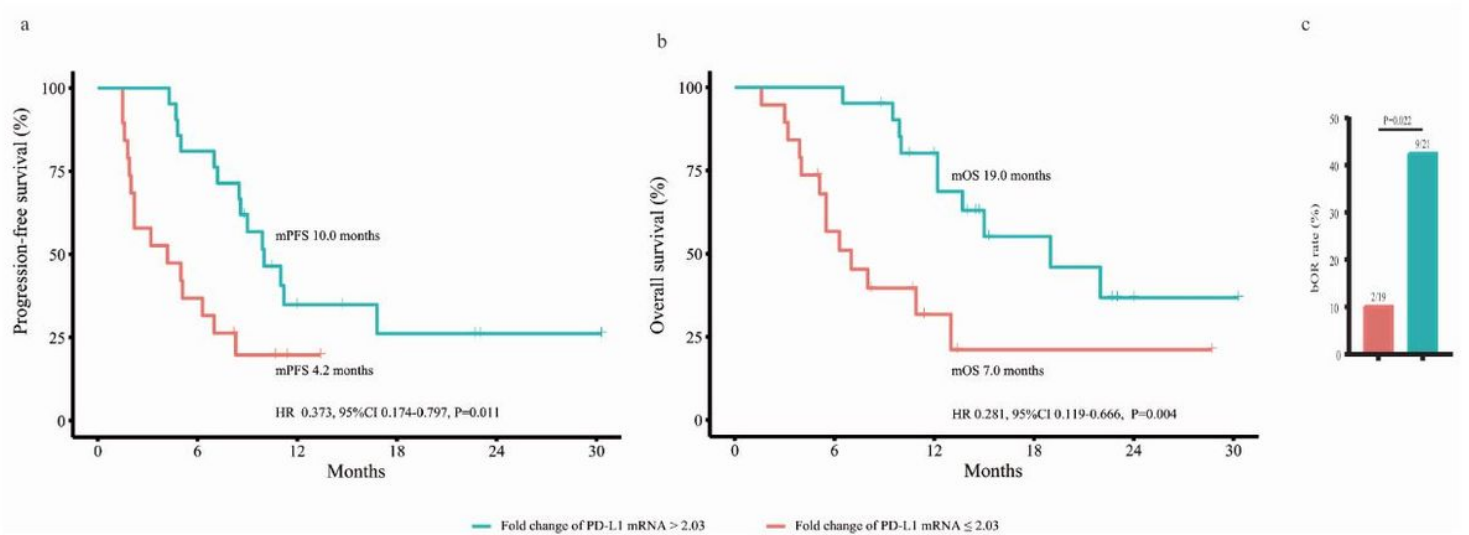 a
b
c
Progression-free survival (%)
100
75
50
25
0
mPFS 10.0 months
mPFS 4.2 months
HR 0.373, 95%CI 0.174-0.797, P=0.011
0 6 12 18 24 30
Months
Overall survival (%)
100
75
50
25
0
mOS 19.0 months
mOS 7.0 months
HR 0.281, 95%CI 0.119-0.666, P=0.004
0 6 12 18 24 30
Months
bOR rate (%)
50
40
30
20
10
0
P=0.022
2/19
9/21
Fold change of PD-L1 mRNA > 2.03
Fold change of PD-L1 mRNA ≤ 2.03